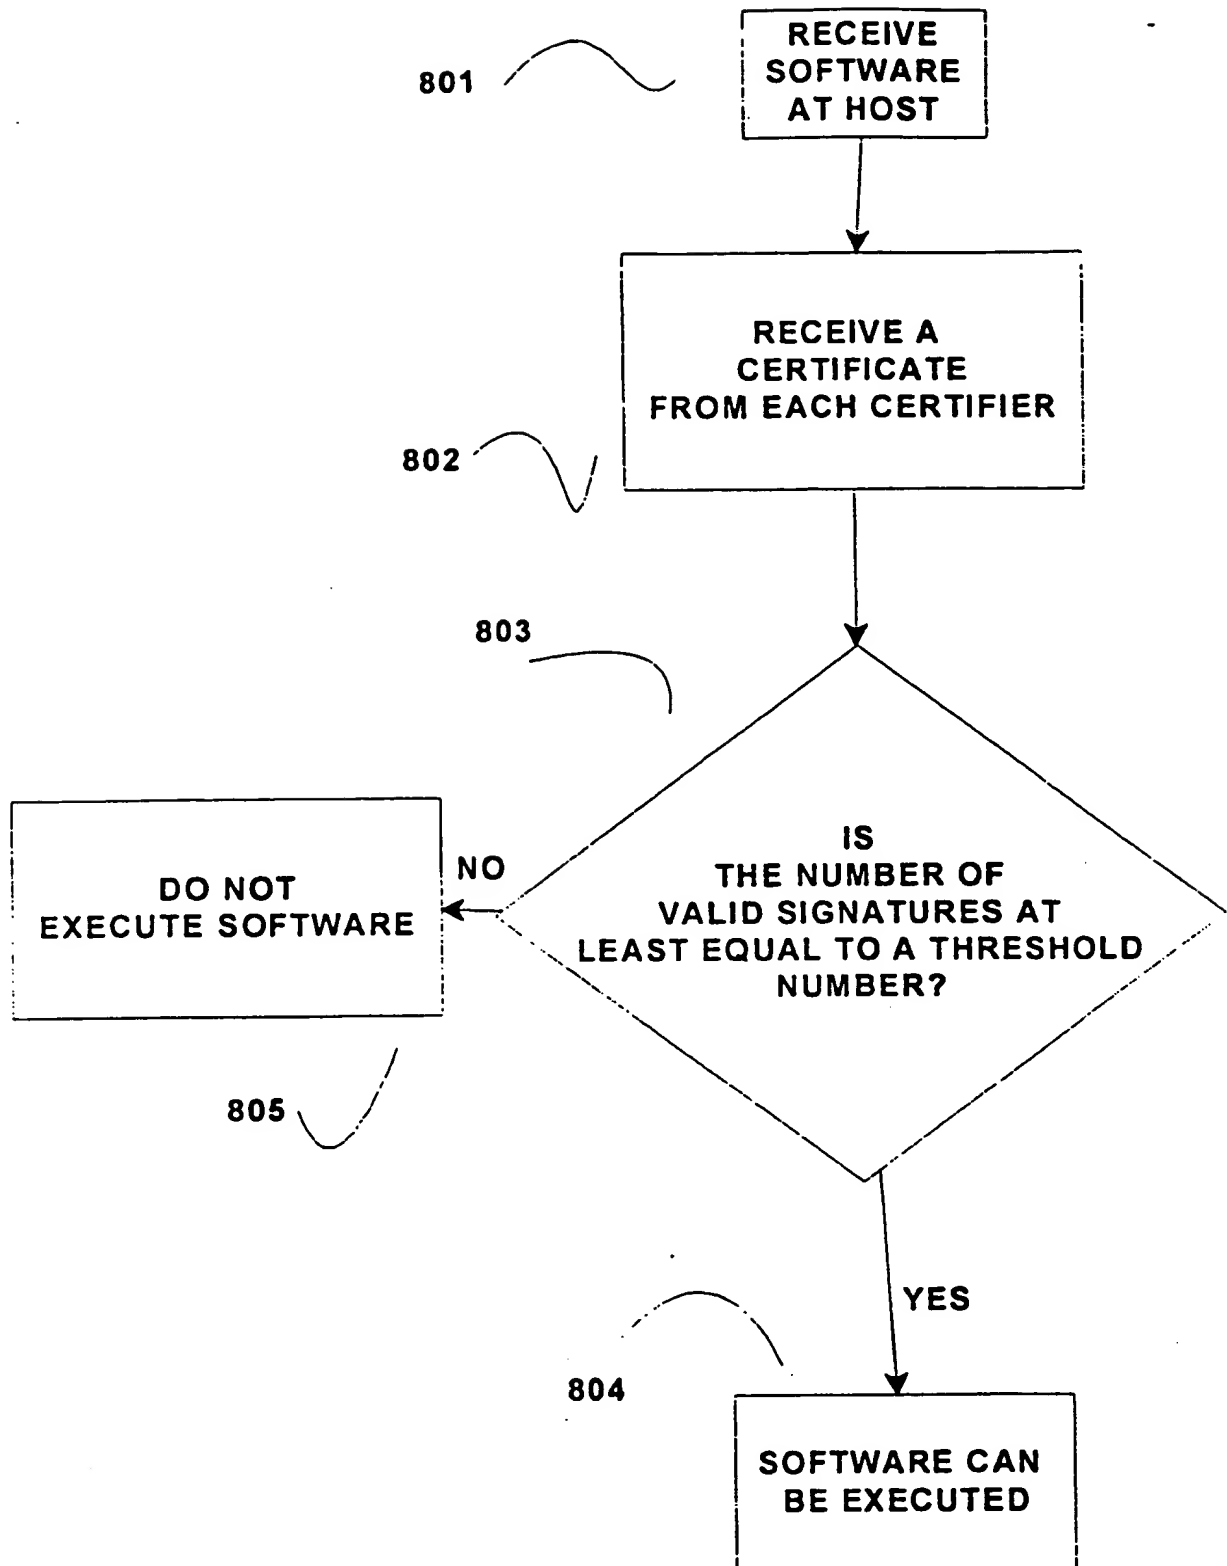 801
RECEIVE
SOFTWARE
AT HOST
RECEIVE A
CERTIFICATE
FROM EACH CERTIFIER
802
803
IS
THE NUMBER OF
VALID SIGNATURES AT
LEAST EQUAL TO A THRESHOLD
NUMBER?
NO
DO NOT
EXECUTE SOFTWARE
805
YES
804
SOFTWARE CAN
BE EXECUTED